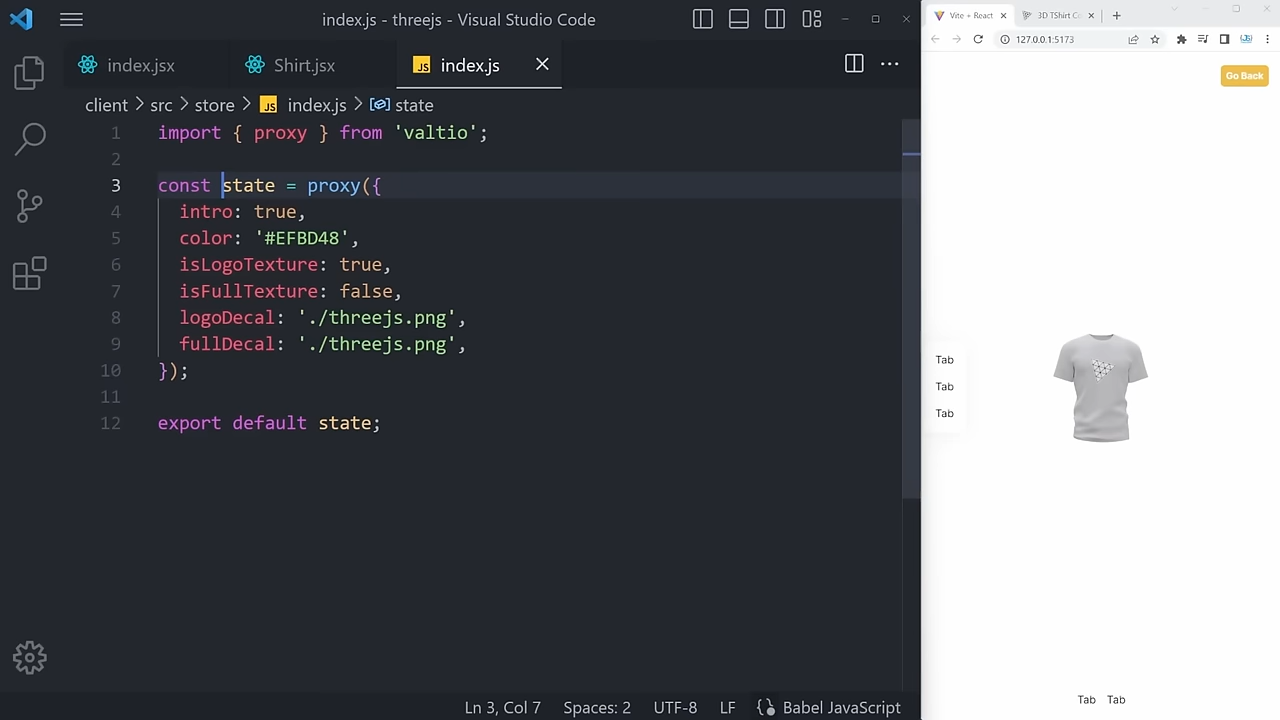 index.js - threejs - Visual Studio Code
index.jsx
Shirt.jsx
JS index.js
client > src > store > JS index.js > state
1 import { proxy } from 'valtio';
2
3 const state = proxy({
4 intro: true,
5 color: '#EFBD48',
6 isLogoTexture: true,
7 isFullTexture: false,
8 logoDecal: './threejs.png',
9 fullDecal: './threejs.png',
10 });
11
12 export default state;
Ln 3, Col 7
Spaces: 2
UTF-8
LF
Babel JavaScript
Vite + React
3D TShirt
127.0.0.1:5173
Go Back
Tab
Tab
Tab
Tab
Tab